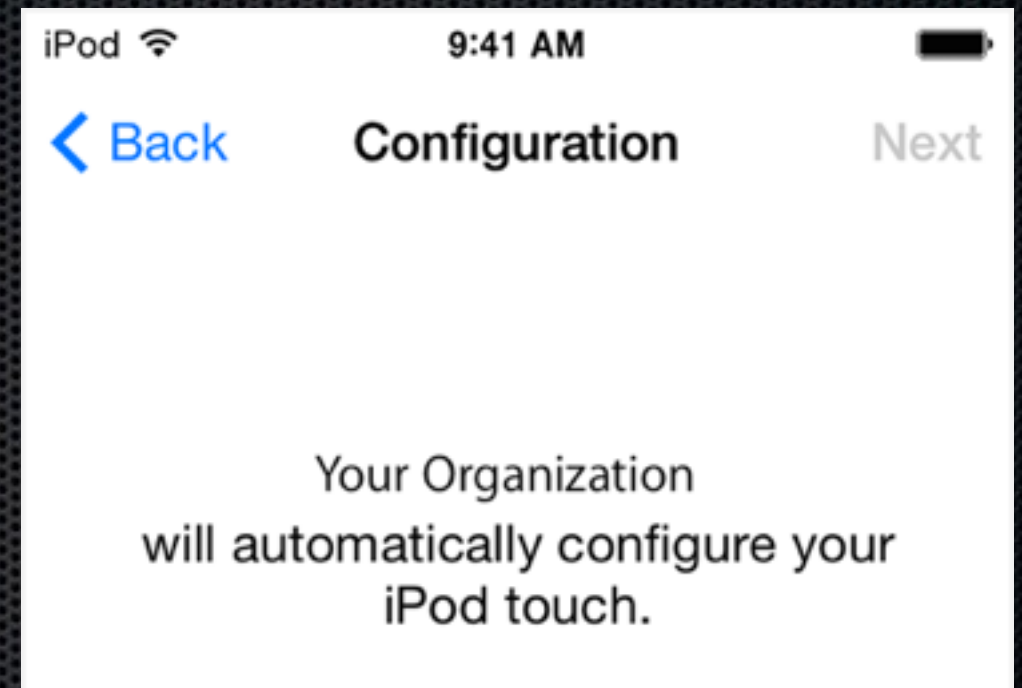 iPod 9:41 AM
Back Configuration Next
Your Organization
will automatically configure your
iPod touch.